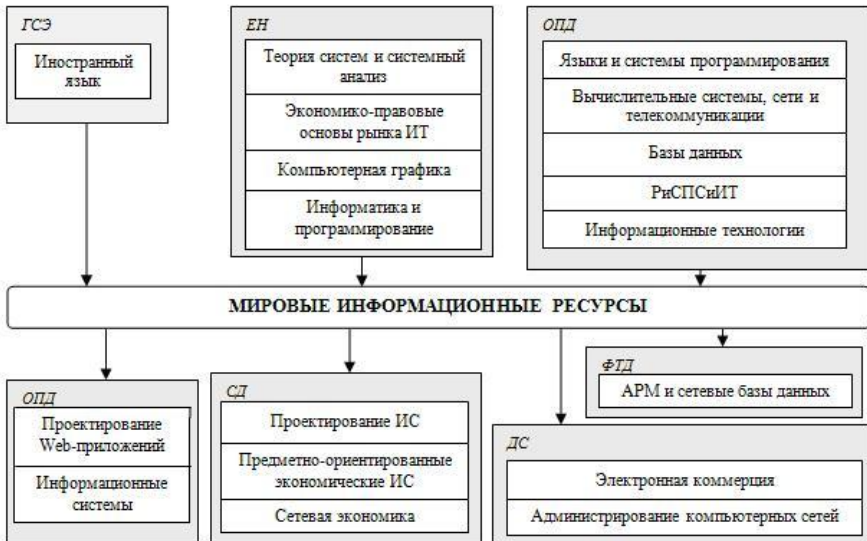 ГСЭ
Иностранный
язык
ЕН
Теория систем и системный
анализ
Экономико-правовые
основы рынка ИТ
Компьютерная графика
Информатика и
программирование
ОПД
Языки и системы программирования
Вычислительные системы, сети и
телекоммуникации
Базы данных
РиСПСиИТ
Информационные технологии
МИРОВЫЕ ИНФОРМАЦИОННЫЕ РЕСУРСЫ
ОПД
Проектирование
Web-приложений
Информационные
системы
СД
Проектирование ИС
Предметно-ориентированные
экономические ИС
Сетевая экономика
ФТД
АРМ и сетевые базы данных
ДС
Электронная коммерция
Администрирование компьютерных сетей